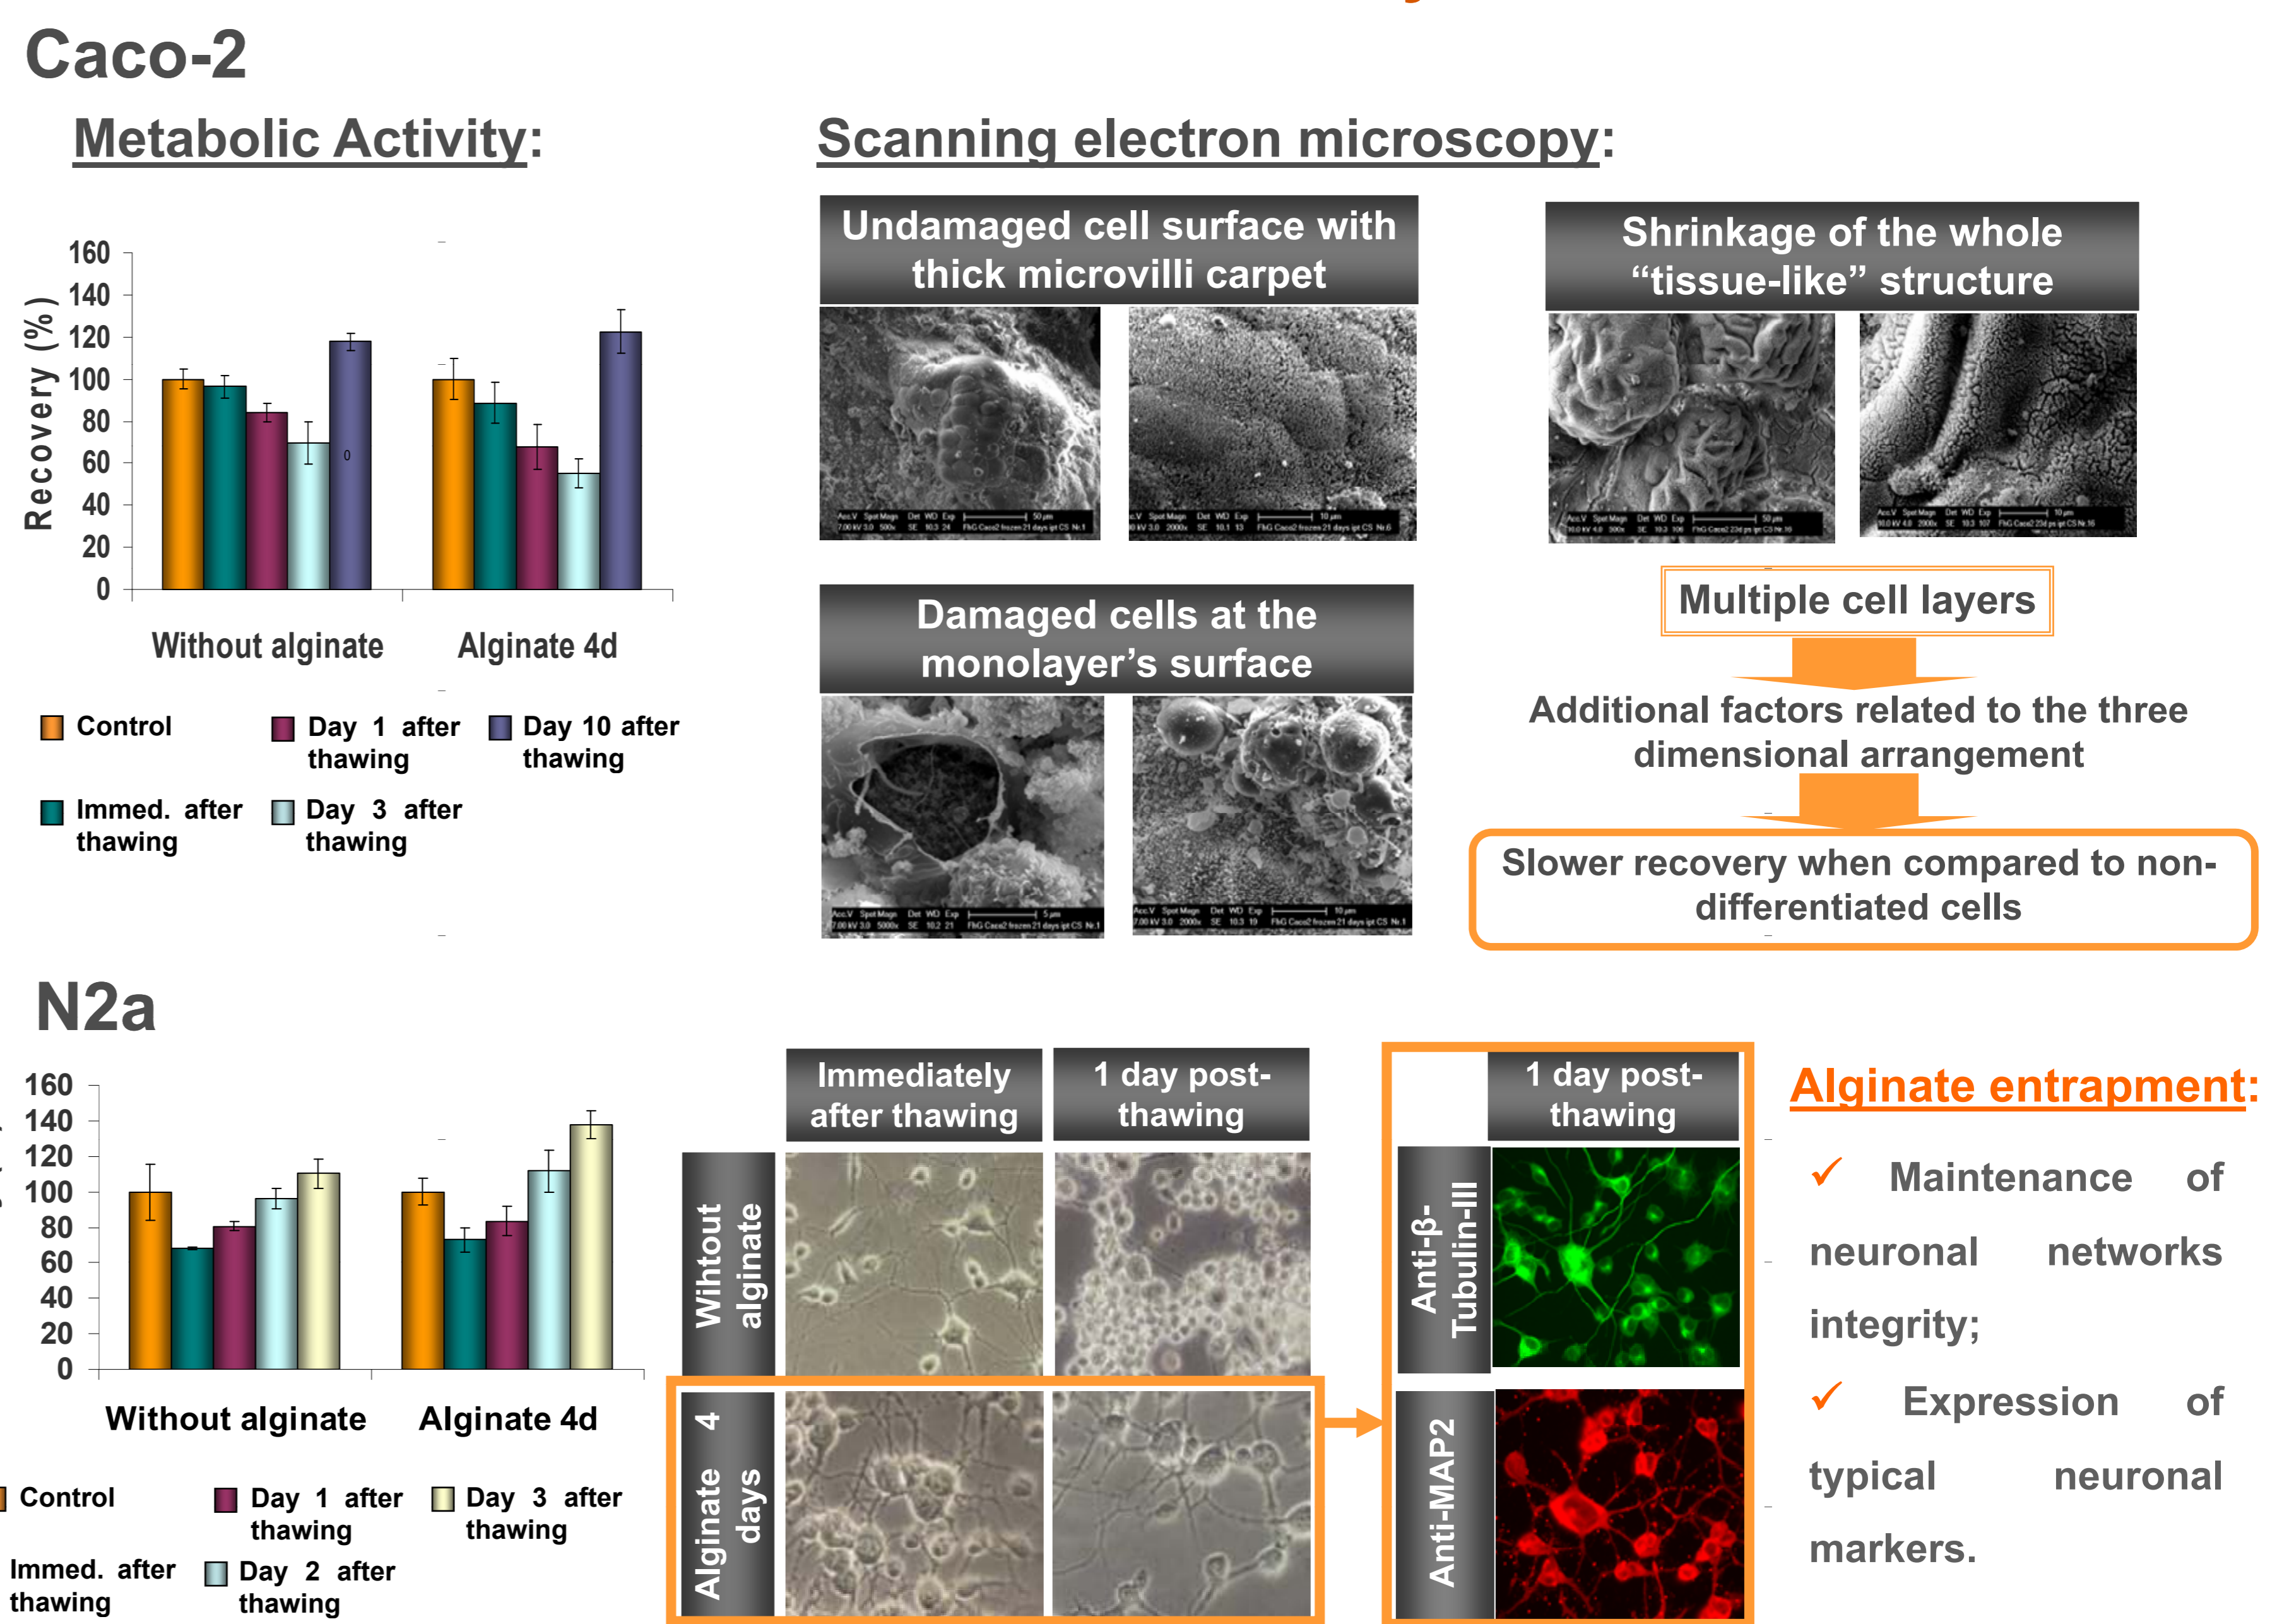 Caco-2
Metabolic Activity:
Scanning electron microscopy:
Recovery (%)
160
140
120
100
80
60
40
20
0
0
Without alginate
Alginate 4d
Control
Day 1 after
thawing
Day 10 after
thawing
Immed. after
thawing
Day 3 after
thawing
Undamaged cell surface with
thick microvilli carpet
Shrinkage of the whole
“tissue-like” structure
Damaged cells at the
monolayer’s surface
Multiple cell layers
Additional factors related to the three
dimensional arrangement
Slower recovery when compared to non-
differentiated cells
N2a
160
140
120
100
80
60
40
20
0
Without alginate
Alginate 4d
Control
Day 1 after
thawing
Day 3 after
thawing
Immed. after
thawing
Day 2 after
thawing
Immediately
after thawing
1 day post-
thawing
Wihtout
alginate
Alginate 4
days
1 day post-
thawing
Anti-β-
Tubulin-III
Anti-MAP2
Alginate entrapment:
✓ Maintenance of
neuronal networks
integrity;
✓ Expression of
typical neuronal
markers.